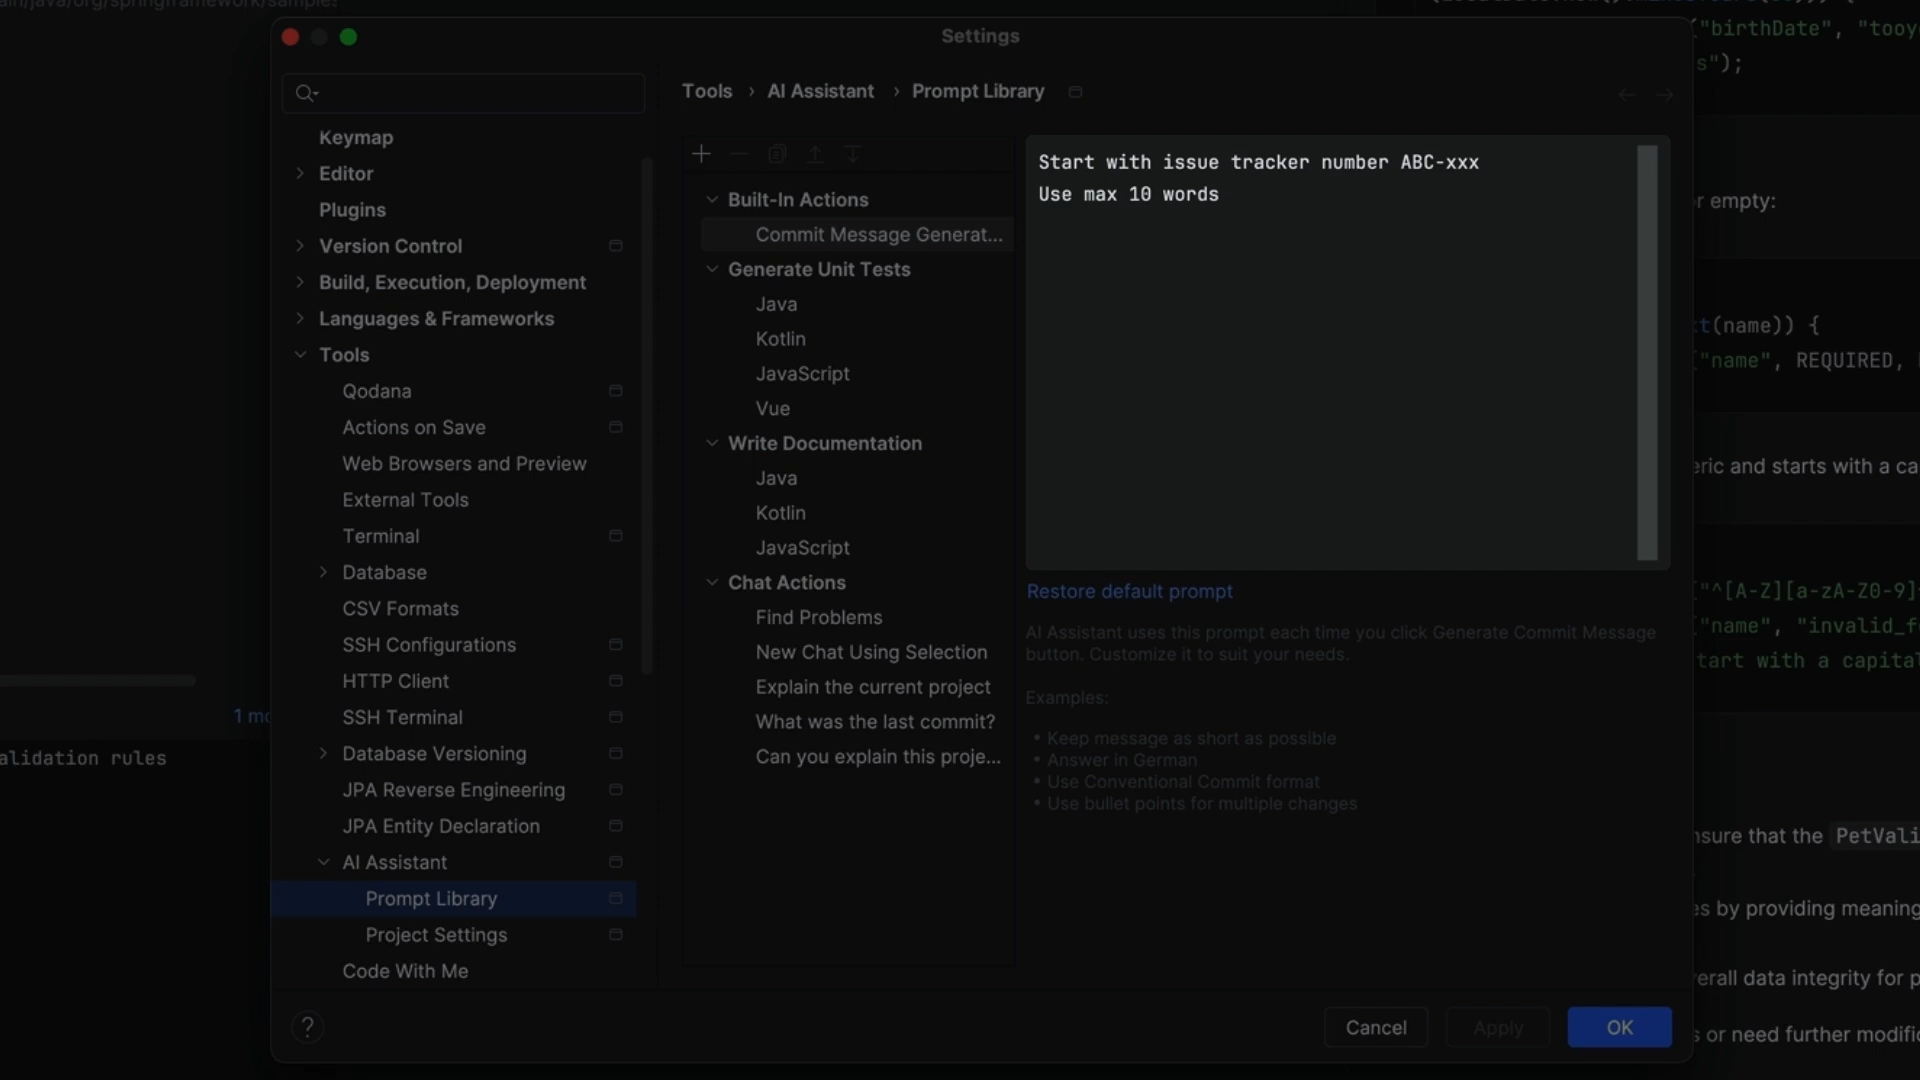 Settings
Keymap
Editor
Plugins
Version Control
Build, Execution, Deployment
Languages & Frameworks
Tools
Qodana
Actions on Save
Web Browsers and Preview
External Tools
Terminal
Database
CSV Formats
SSH Configurations
HTTP Client
SSH Terminal
Database Versioning
JPA Reverse Engineering
JPA Entity Declaration
AI Assistant
Prompt Library
Project Settings
Code With Me
Tools › AI Assistant › Prompt Library
Built-In Actions
Commit Message Generat...
Generate Unit Tests
Java
Kotlin
JavaScript
Vue
Write Documentation
Java
Kotlin
JavaScript
Chat Actions
Find Problems
New Chat Using Selection
Explain the current project
What was the last commit?
Can you explain this proje...
Start with issue tracker number ABC-xxx
Use max 10 words
Restore default prompt
AI Assistant uses this prompt each time you click Generate Commit Message
button. Customize it to suit your needs.
Examples:
• Keep message as short as possible
• Answer in German
• Use Conventional Commit format
• Use bullet points for multiple changes
?
Cancel
Apply
OK
1 mo
alidation rules
("birthDate", "tooy
s");
r empty:
t(name)) {
("name", REQUIRED,
eric and starts with a ca
("^[A-Z][a-zA-Z0-9]
("name", "invalid_f
tart with a capital
nsure that the PetVali
es by providing meaning
erall data integrity for p
s or need further modific